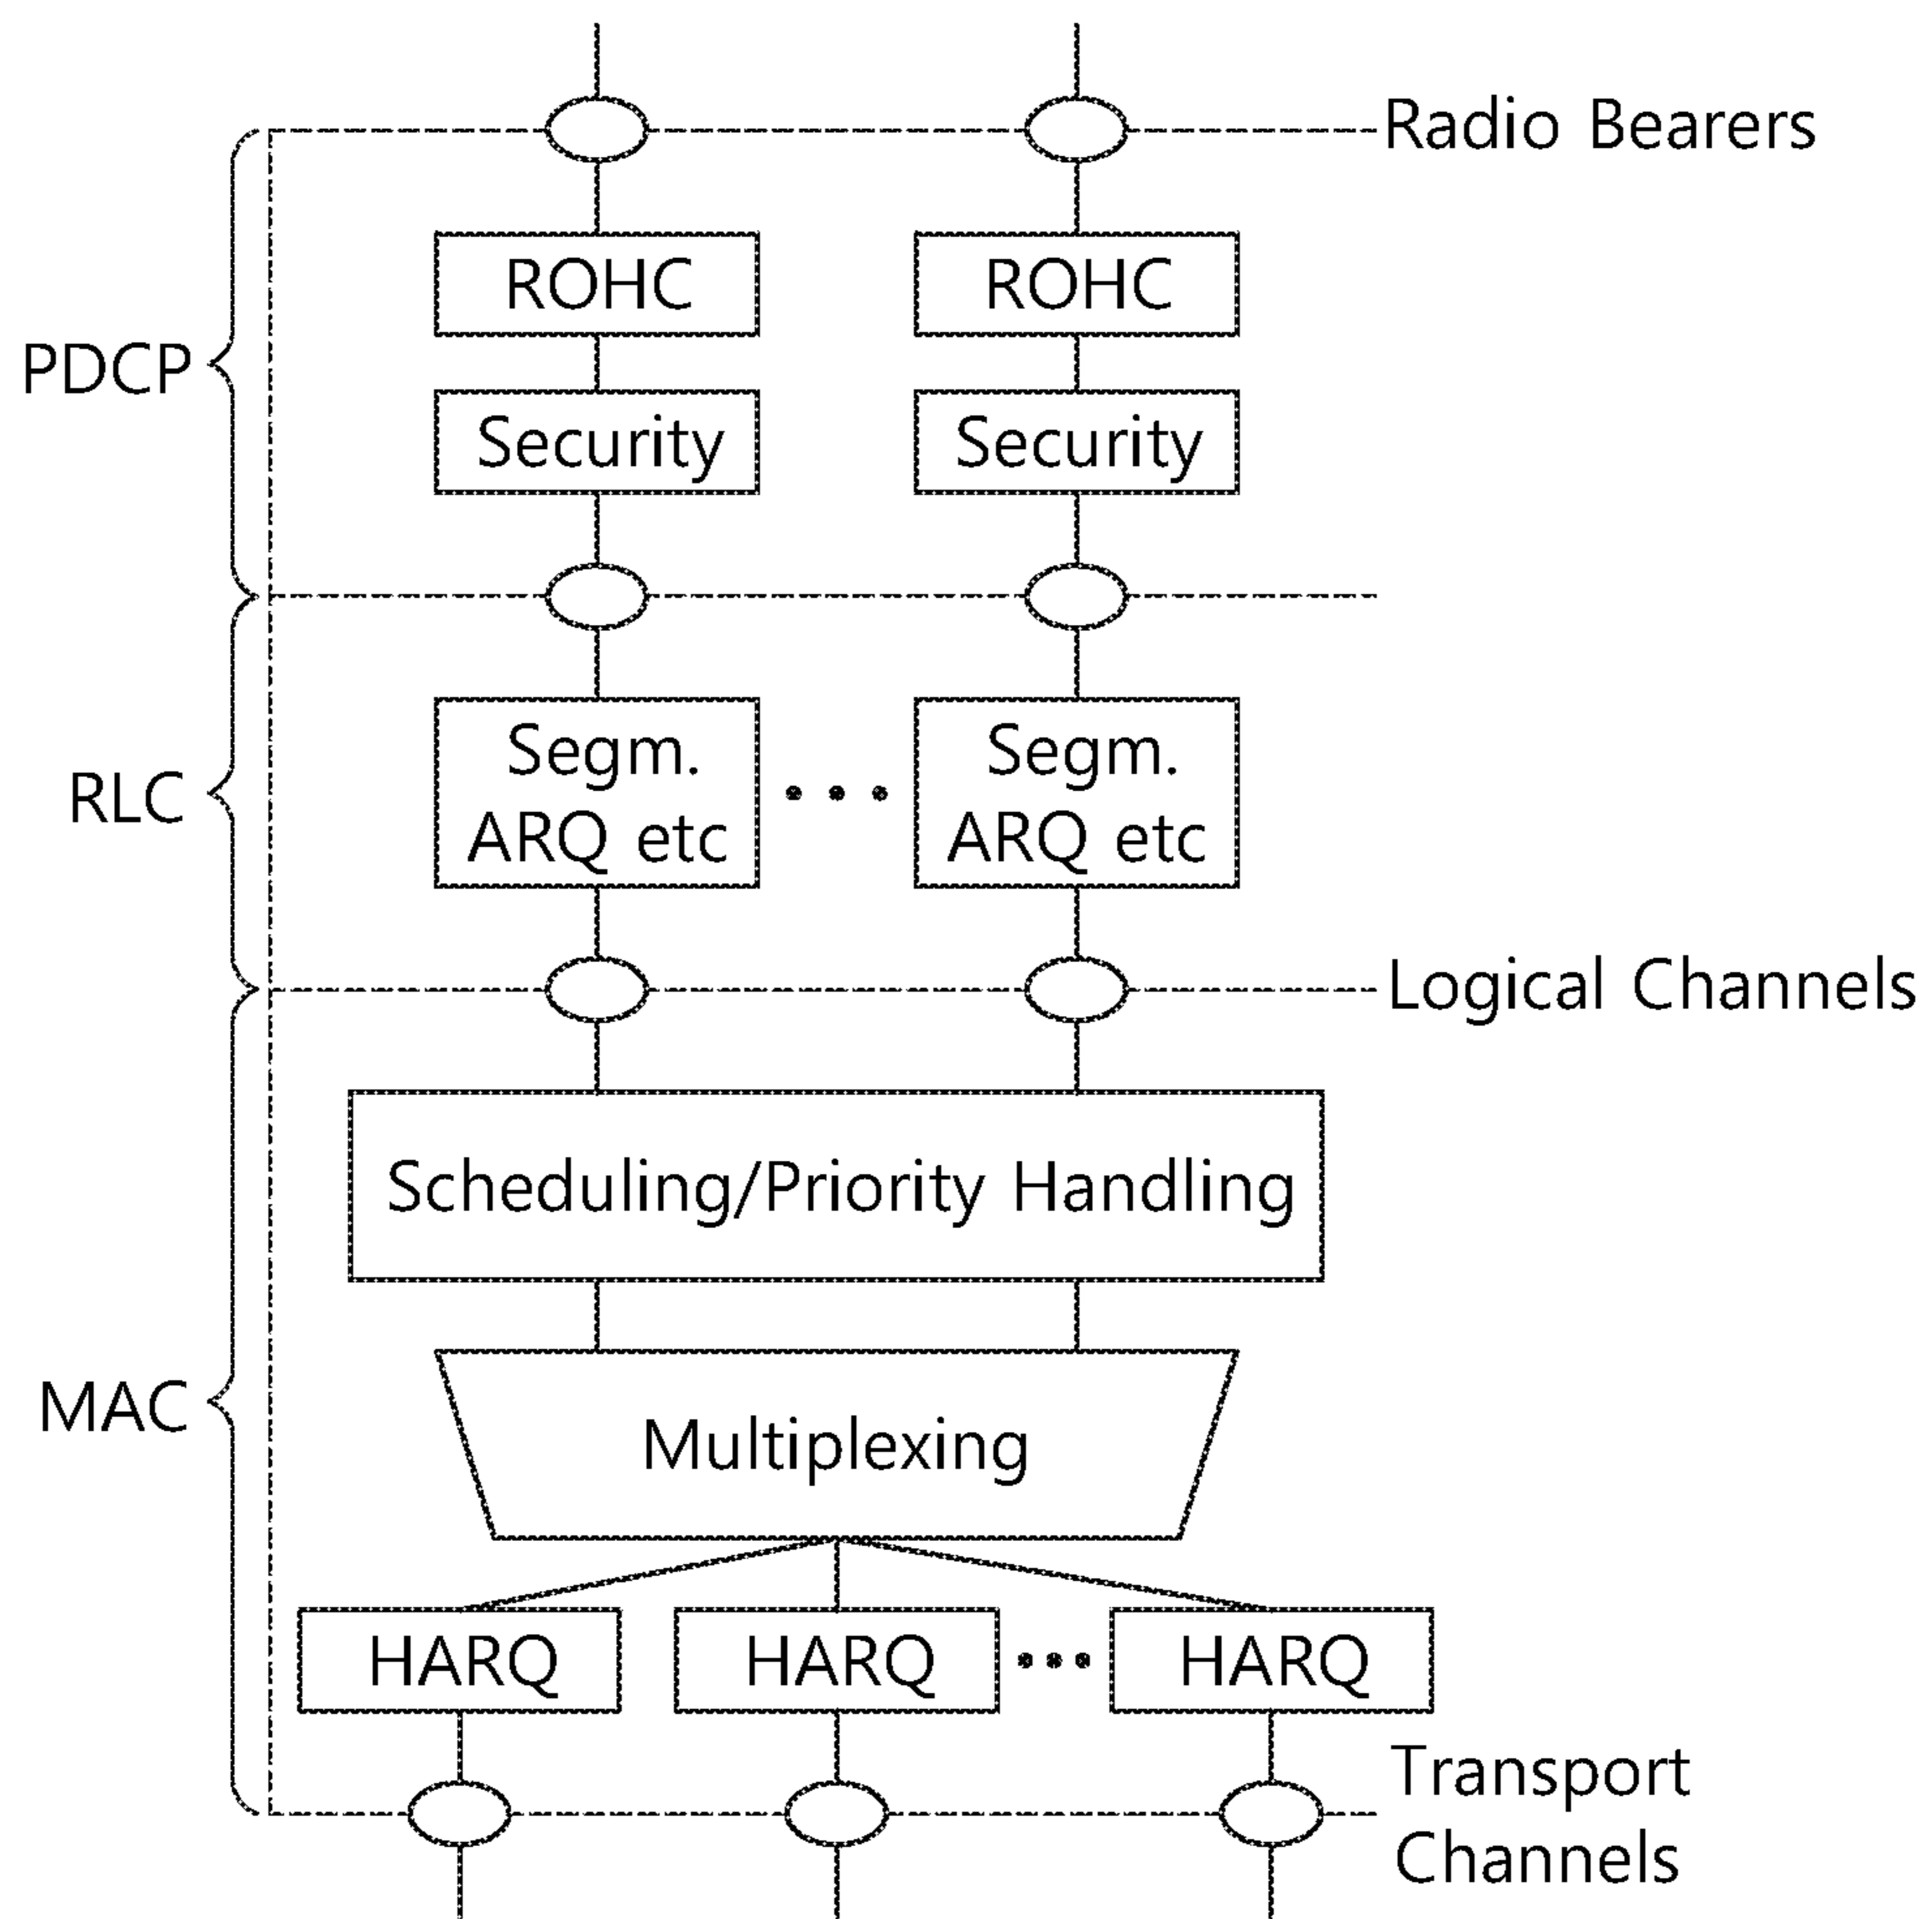 Radio Bearers
ROHC ROHC
PDCP
Security Security
Segm. Segm.
RLC
ARQ etc ARQ etc
Logical Channels
Scheduling/Priority Handling
MAC
Multiplexing
HARQ HARQ HARQ
Transport
Channels